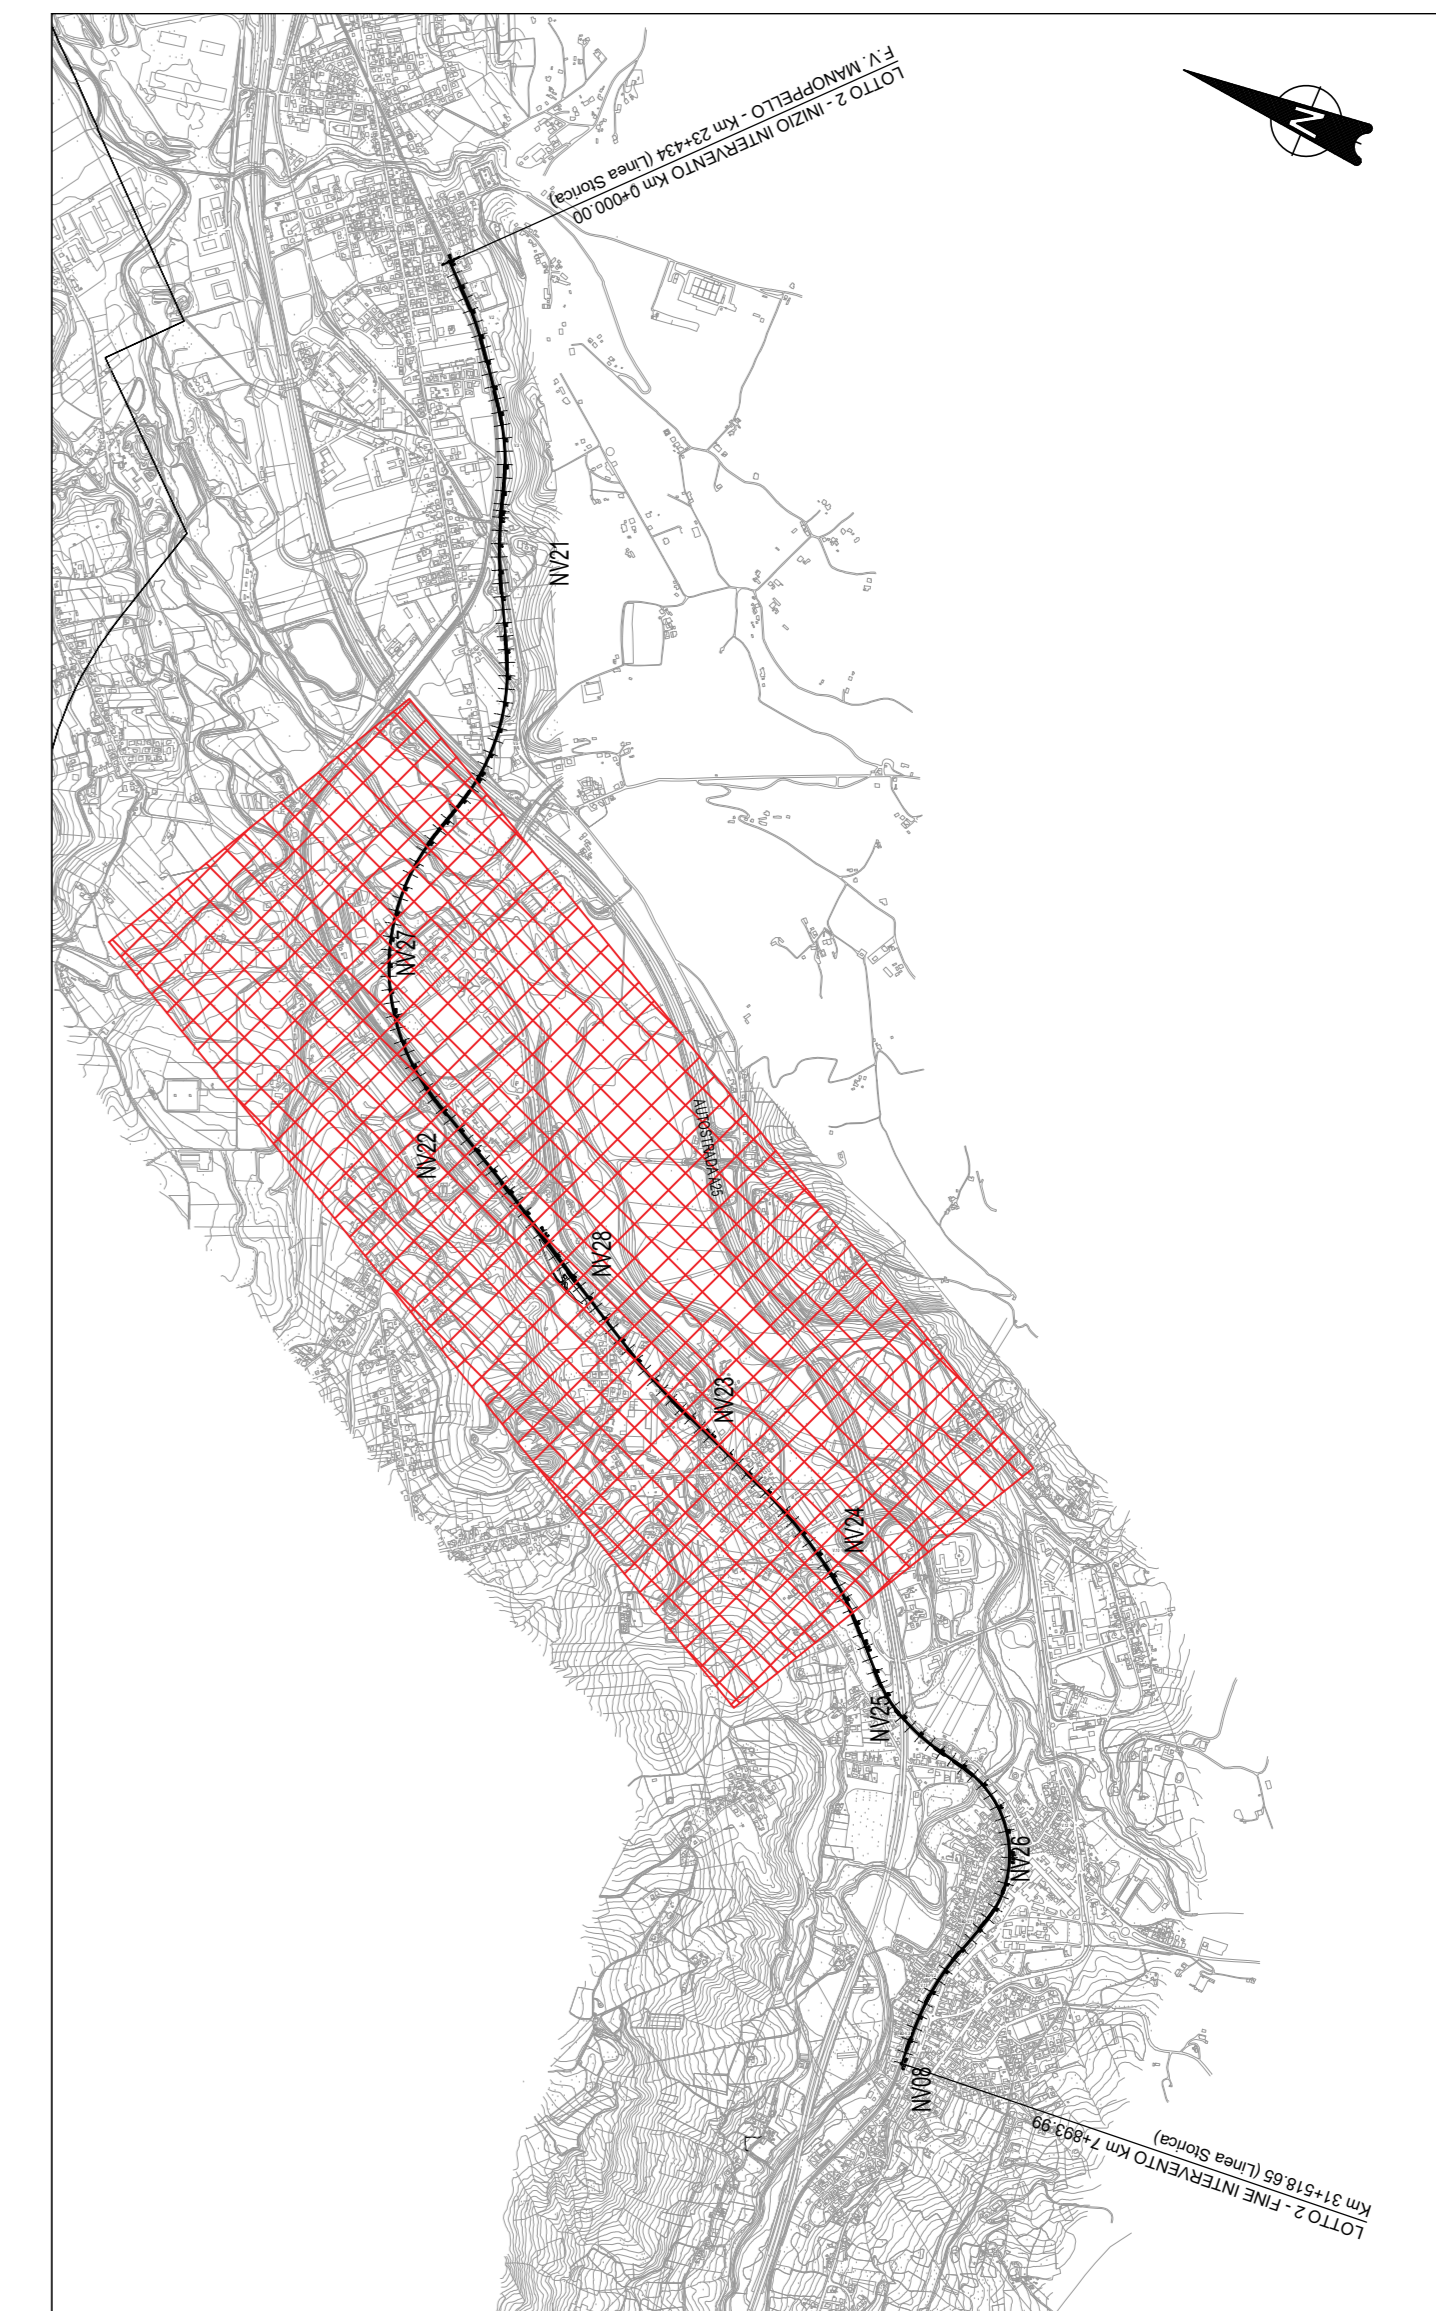 LOTTO 2 - INIZIO INTERVENTO Km 0+000.00
F.V. MANOPPELLO - Km 23+434 (Linea Storica)
N
NV21
NV27
NV22
AUTOSTRADA A25
NV28
NV23
NV24
NV25
NV26
NV08
LOTTO 2 - FINE INTERVENTO Km 7+893.99
Km 31+518.65 (Linea Storica)